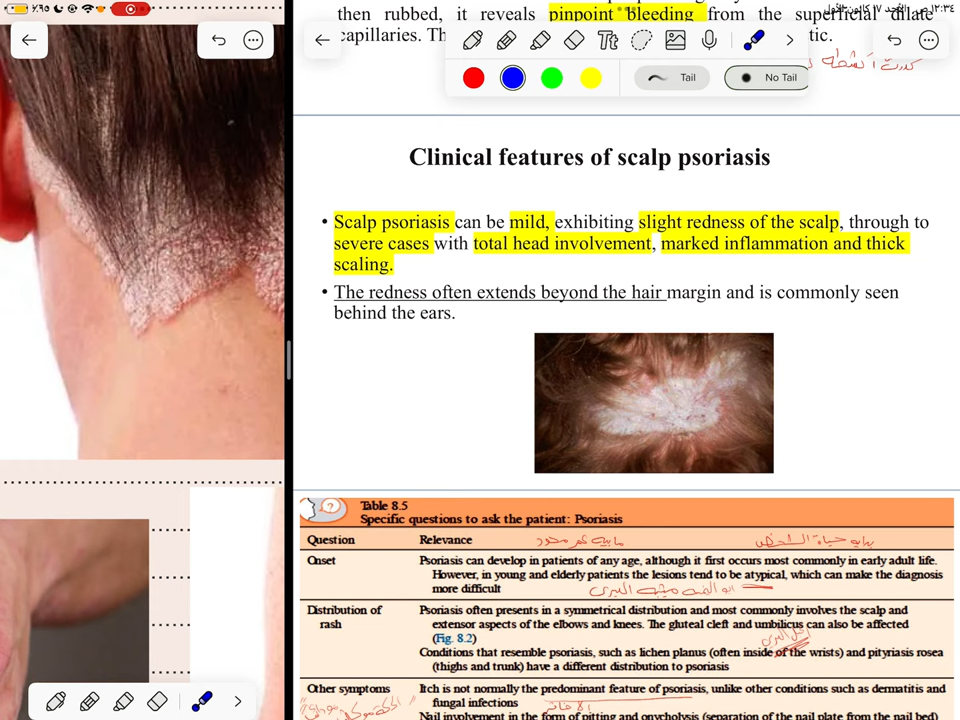 ١٢:٣٤ ص الأحد ١٧ كانون الأول
٪٦٥
then rubbed, it reveals pinpoint bleeding from the superficial dilate
capillaries. Th
tic.
Tail
No Tail
Clinical features of scalp psoriasis
• Scalp psoriasis can be mild, exhibiting slight redness of the scalp, through to
severe cases with total head involvement, marked inflammation and thick
scaling.
• The redness often extends beyond the hair margin and is commonly seen
behind the ears.
Table 8.5
Specific questions to ask the patient: Psoriasis
Question Relevance
Onset Psoriasis can develop in patients of any age, although it first occurs most commonly in early adult life.
However, in young and elderly patients the lesions tend to be atypical, which can make the diagnosis
more difficult
Distribution of Psoriasis often presents in a symmetrical distribution and most commonly involves the scalp and
rash extensor aspects of the elbows and knees. The gluteal cleft and umbilicus can also be affected
(Fig. 8.2)
Conditions that resemble psoriasis, such as lichen planus (often inside of the wrists) and pityriasis rosea
(thighs and trunk) have a different distribution to psoriasis
Other symptoms Itch is not normally the predominant feature of psoriasis, unlike other conditions such as dermatitis and
fungal infections
Nail involvement in the form of pitting and onycholysis (separation of the nail plate from the nail bed)